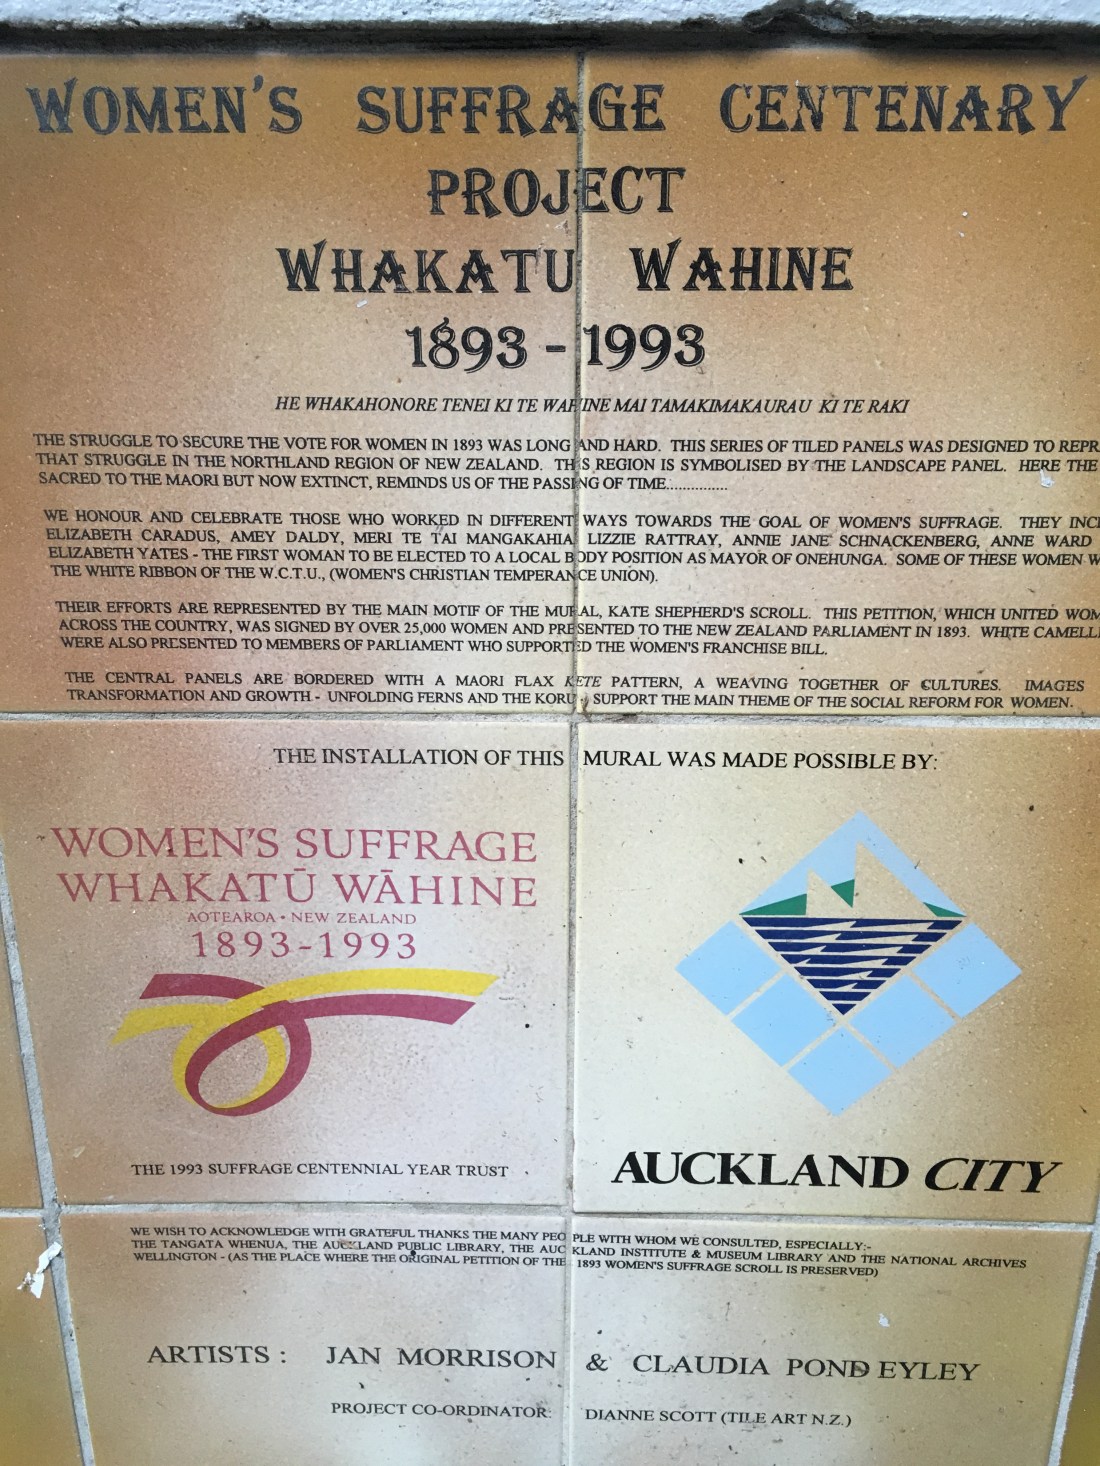 WOMEN'S SUFFRAGE CENTENARY
PROJECT
WHAKATU WAHINE
1893 - 1993
HE WHAKAHONORE TENEI KI TE WAHINE MAI TAMAKIMAKAURAU KI TE RAKI
THE STRUGGLE TO SECURE THE VOTE FOR WOMEN IN 1893 WAS LONG AND HARD. THIS SERIES OF TILED PANELS WAS DESIGNED TO REPR
THAT STRUGGLE IN THE NORTHLAND REGION OF NEW ZEALAND. THIS REGION IS SYMBOLISED BY THE LANDSCAPE PANEL. HERE THE
SACRED TO THE MAORI BUT NOW EXTINCT, REMINDS US OF THE PASSING OF TIME..............
WE HONOUR AND CELEBRATE THOSE WHO WORKED IN DIFFERENT WAYS TOWARDS THE GOAL OF WOMEN'S SUFFRAGE. THEY INC
ELIZABETH CARADUS, AMEY DALDY, MERI TE TAI MANGAKAHIA, LIZZIE RATTRAY, ANNIE JANE SCHNACKENBERG, ANNE WARD
ELIZABETH YATES - THE FIRST WOMAN TO BE ELECTED TO A LOCAL BODY POSITION AS MAYOR OF ONEHUNGA. SOME OF THESE WOMEN W
THE WHITE RIBBON OF THE W.C.T.U., (WOMEN'S CHRISTIAN TEMPERANCE UNION).
THEIR EFFORTS ARE REPRESENTED BY THE MAIN MOTIF OF THE MURAL, KATE SHEPHERD'S SCROLL. THIS PETITION, WHICH UNITED WOM
ACROSS THE COUNTRY, WAS SIGNED BY OVER 25,000 WOMEN AND PRESENTED TO THE NEW ZEALAND PARLIAMENT IN 1893. WHITE CAMELLI
WERE ALSO PRESENTED TO MEMBERS OF PARLIAMENT WHO SUPPORTED THE WOMEN'S FRANCHISE BILL.
THE CENTRAL PANELS ARE BORDERED WITH A MAORI FLAX KETE PATTERN, A WEAVING TOGETHER OF CULTURES. IMAGES
TRANSFORMATION AND GROWTH - UNFOLDING FERNS AND THE KORU, SUPPORT THE MAIN THEME OF THE SOCIAL REFORM FOR WOMEN.
THE INSTALLATION OF THIS MURAL WAS MADE POSSIBLE BY:
WOMEN'S SUFFRAGE
WHAKATŪ WĀHINE
AOTEAROA • NEW ZEALAND
1893-1993
THE 1993 SUFFRAGE CENTENNIAL YEAR TRUST
AUCKLAND CITY
WE WISH TO ACKNOWLEDGE WITH GRATEFUL THANKS THE MANY PEOPLE WITH WHOM WE CONSULTED, ESPECIALLY:-
THE TANGATA WHENUA, THE AUCKLAND PUBLIC LIBRARY, THE AUCKLAND INSTITUTE & MUSEUM LIBRARY AND THE NATIONAL ARCHIVES
WELLINGTON - (AS THE PLACE WHERE THE ORIGINAL PETITION OF THE 1893 WOMEN'S SUFFRAGE SCROLL IS PRESERVED)
ARTISTS : JAN MORRISON & CLAUDIA POND EYLEY
PROJECT CO-ORDINATOR: DIANNE SCOTT (TILE ART N.Z.)